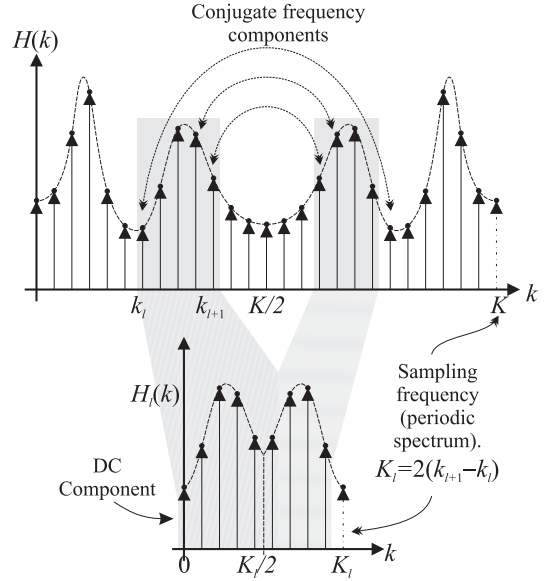 Conjugate frequency
components
H(k)
k_l
k_{l+1}
K/2
K
k
H_l(k)
Sampling
frequency
(periodic
spectrum).
K_l=2(k_{l+1}−k_l)
DC
Component
0
K_l/2
k